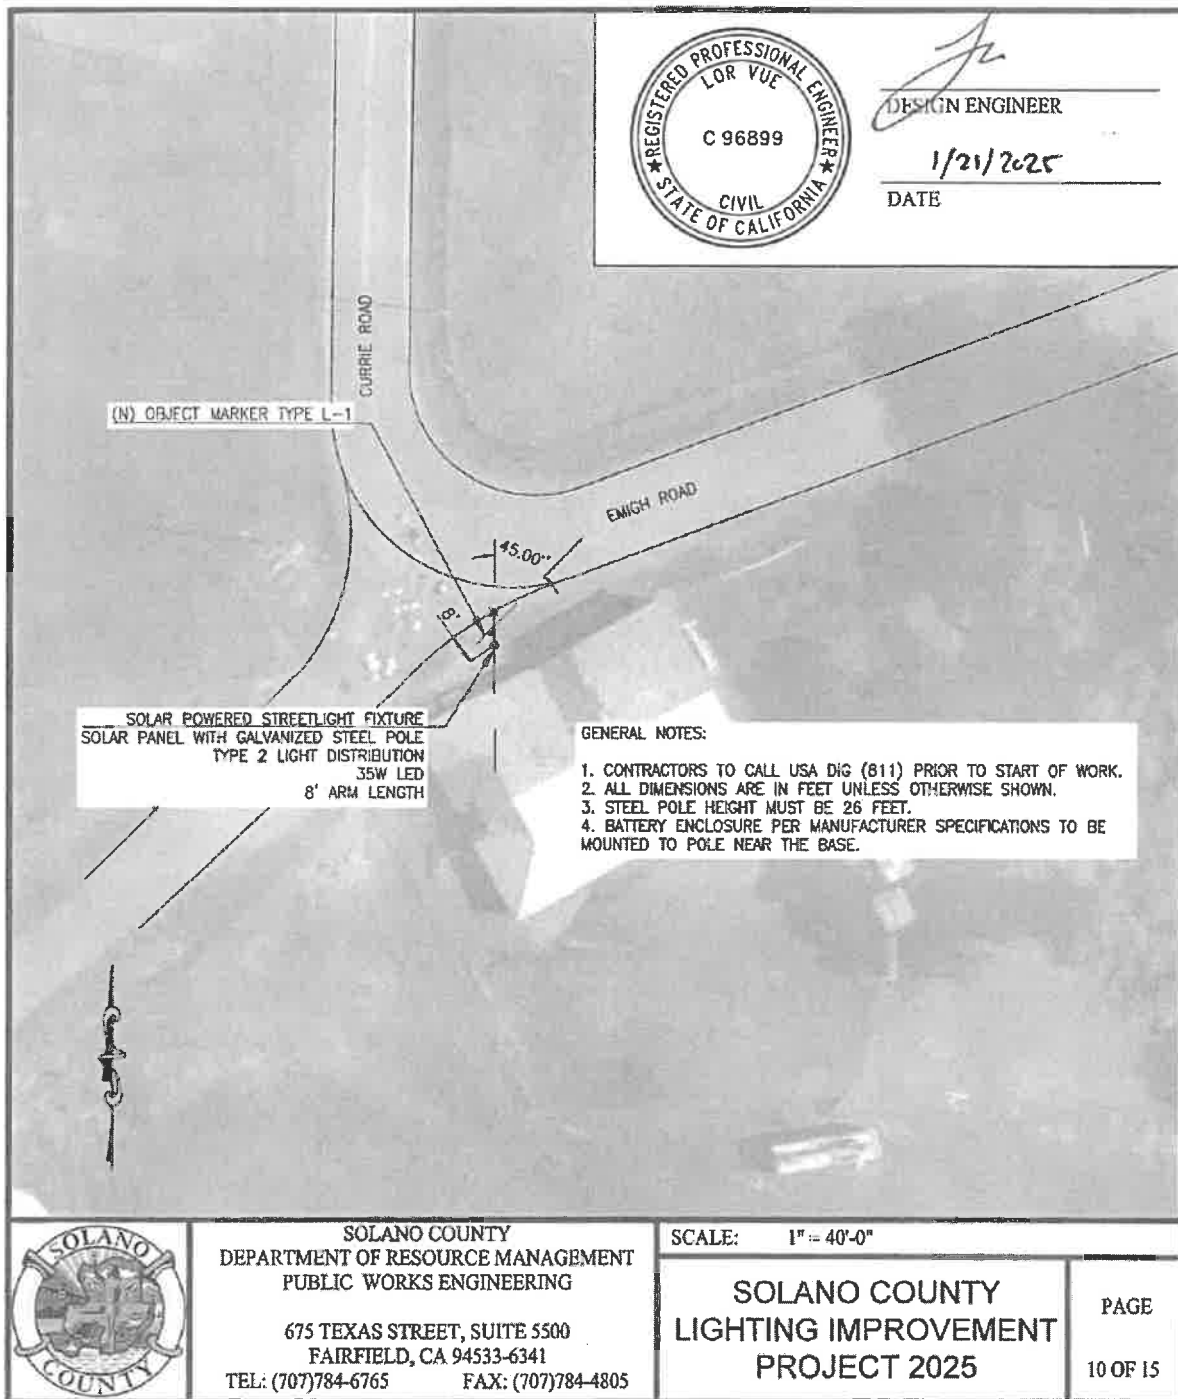 REGISTERED PROFESSIONAL ENGINEER
LOR VUE
C 96899
CIVIL
STATE OF CALIFORNIA
DESIGN ENGINEER
1/21/2025
DATE
CURRIE ROAD
(N) OBJECT MARKER TYPE L-1
EMIGH ROAD
45.00"
8'
SOLAR POWERED STREETLIGHT FIXTURE
SOLAR PANEL WITH GALVANIZED STEEL POLE
TYPE 2 LIGHT DISTRIBUTION
35W LED
8' ARM LENGTH
GENERAL NOTES:
1. CONTRACTORS TO CALL USA DIG (811) PRIOR TO START OF WORK.
2. ALL DIMENSIONS ARE IN FEET UNLESS OTHERWISE SHOWN.
3. STEEL POLE HEIGHT MUST BE 26 FEET.
4. BATTERY ENCLOSURE PER MANUFACTURER SPECIFICATIONS TO BE
MOUNTED TO POLE NEAR THE BASE.
SOLANO
COUNTY
SOLANO COUNTY
DEPARTMENT OF RESOURCE MANAGEMENT
PUBLIC WORKS ENGINEERING
675 TEXAS STREET, SUITE 5500
FAIRFIELD, CA 94533-6341
TEL: (707)784-6765 FAX: (707)784-4805
SCALE: 1" = 40'-0"
SOLANO COUNTY
LIGHTING IMPROVEMENT
PROJECT 2025
PAGE
10 OF 15